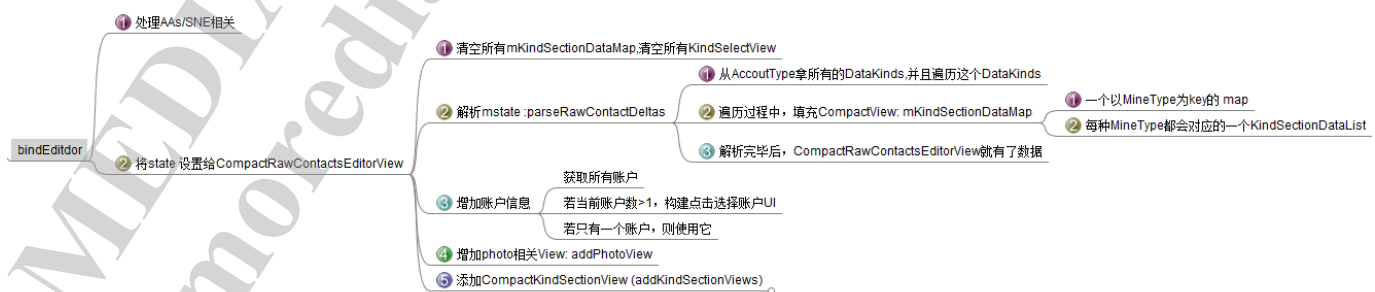 bindEditdor
1 处理AAs/SNE相关
2 将state 设置给CompactRawContactsEditorView
1 清空所有mKindSectionDataMap,清空所有KindSelectView
2 解析mstate :parseRawContactDeltas
1 从AccoutType拿所有的DataKinds,并且遍历这个DataKinds
2 遍历过程中，填充CompactView: mKindSectionDataMap
1 一个以MineType为key的 map
2 每种MineType都会对应的一个KindSectionDataList
3 解析完毕后，CompactRawContactsEditorView就有了数据
3 增加账户信息
获取所有账户
若当前账户数>1，构建点击选择账户UI
若只有一个账户，则使用它
4 增加photo相关View: addPhotoView
5 添加CompactKindSectionView (addKindSectionViews)